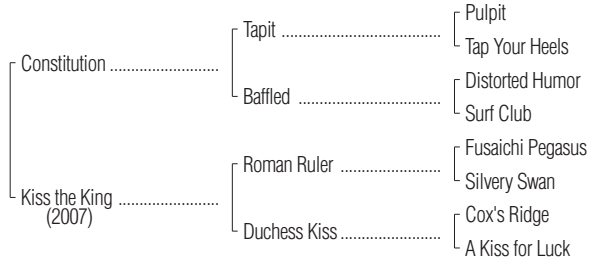 Pulpit
Tapit ................................
Tap Your Heels
Constitution ......................
Distorted Humor
Baffled ............................
Surf Club
Fusaichi Pegasus
Roman Ruler ....................
Silvery Swan
Kiss the King ....................
(2007)
Cox's Ridge
Duchess Kiss....................
A Kiss for Luck